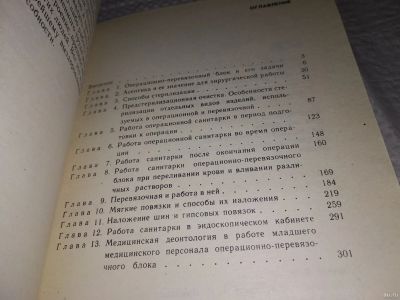 ОГЛАВЛЕНИЕ
Введение 3
Глава 1. Операционно-перевязочный блок и его задачи 6
Глава 2. Асептика и ее значение для хирургической работы 30
Глава 3. Способы стерилизации 51
Глава 4. Предстерилизационная очистка. Особенности стерилизации отдельных видов изделий, используемых в операционной и перевязочной 87
Глава 5. Работа операционной санитарки в период подготовки к операции 123
Глава 6. Работа операционной санитарки во время операции 148
Глава 7. Работа санитарки после окончания операции 160
Глава 8. Работа санитарки операционно-перевязочного
блока при переливании крови и вливании различных растворов 169
Глава 9. Перевязочная и работа в ней 184
Глава 10. Мягкие повязки и способы их наложения 219
Глава 11. Наложение шин и гипсовых повязок 259
Глава 12. Работа санитарки в эндоскопическом кабинете 291
Глава 13. Медицинская деонтология в работе младшего
медицинского персонала операционно-перевязочного блока 301